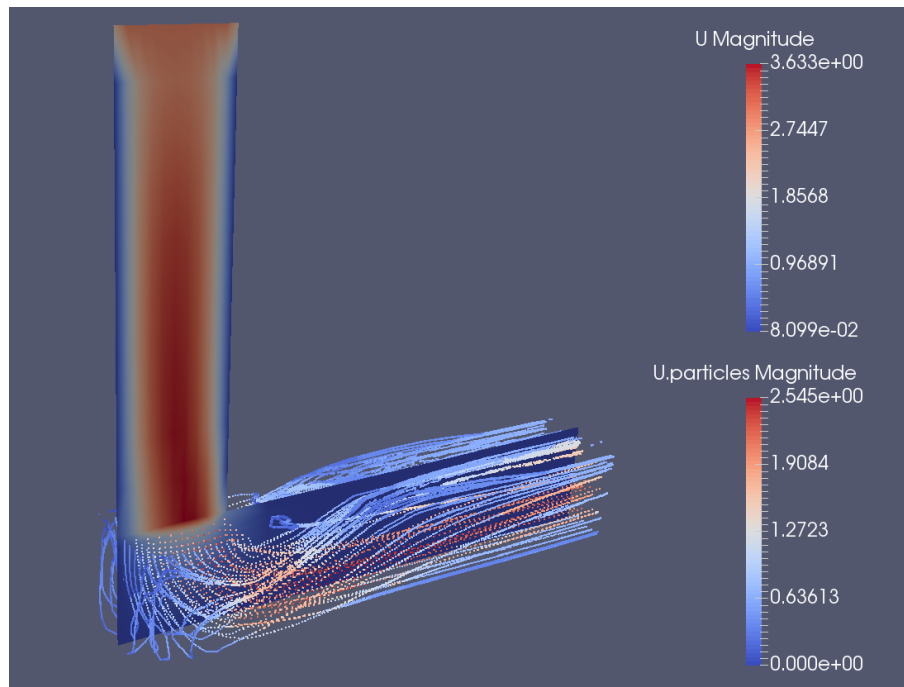 U Magnitude
3.633e+00
2.7447
1.8568
0.96891
8.099e-02
U.particles Magnitude
2.545e+00
1.9084
1.2723
0.63613
0.000e+00